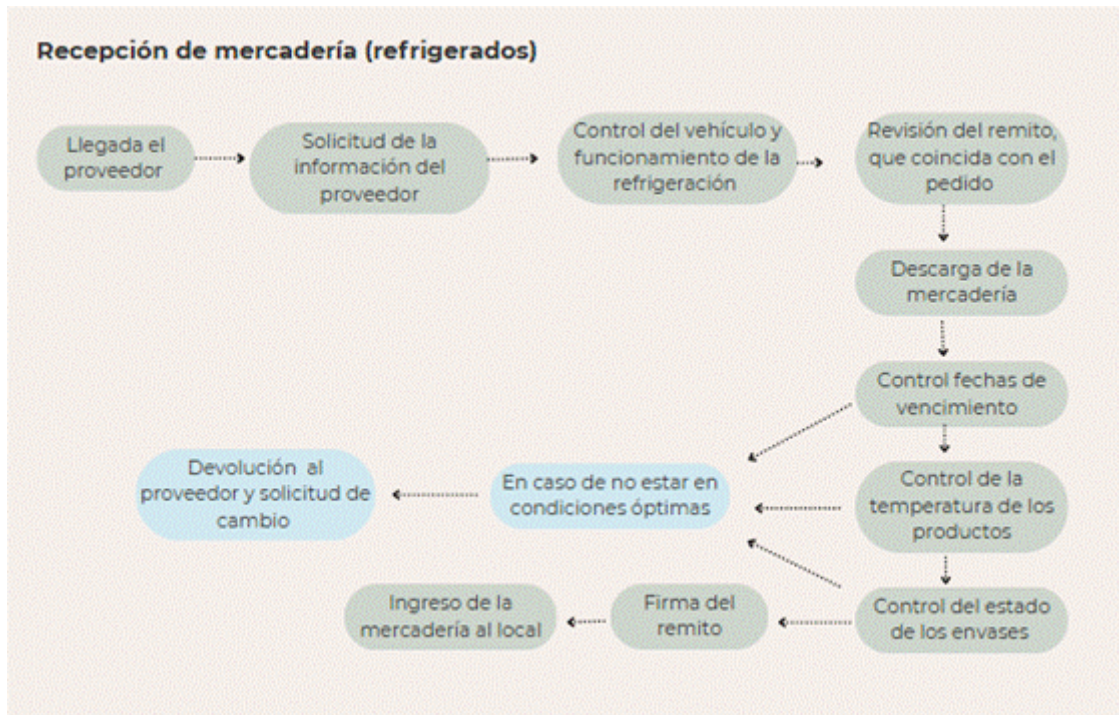 Recepción de mercadería (refrigerados)
Llegada el
proveedor
Solicitud de la
información del
proveedor
Control del vehículo y
funcionamiento de la
refrigeración
Revisión del remito,
que coincida con el
pedido
Descarga de la
mercadería
Control fechas de
vencimiento
Control de la
temperatura de los
productos
Control del estado
de los envases
En caso de no estar en
condiciones óptimas
Devolución al
proveedor y solicitud de
cambio
Firma del
remito
Ingreso de la
mercadería al local